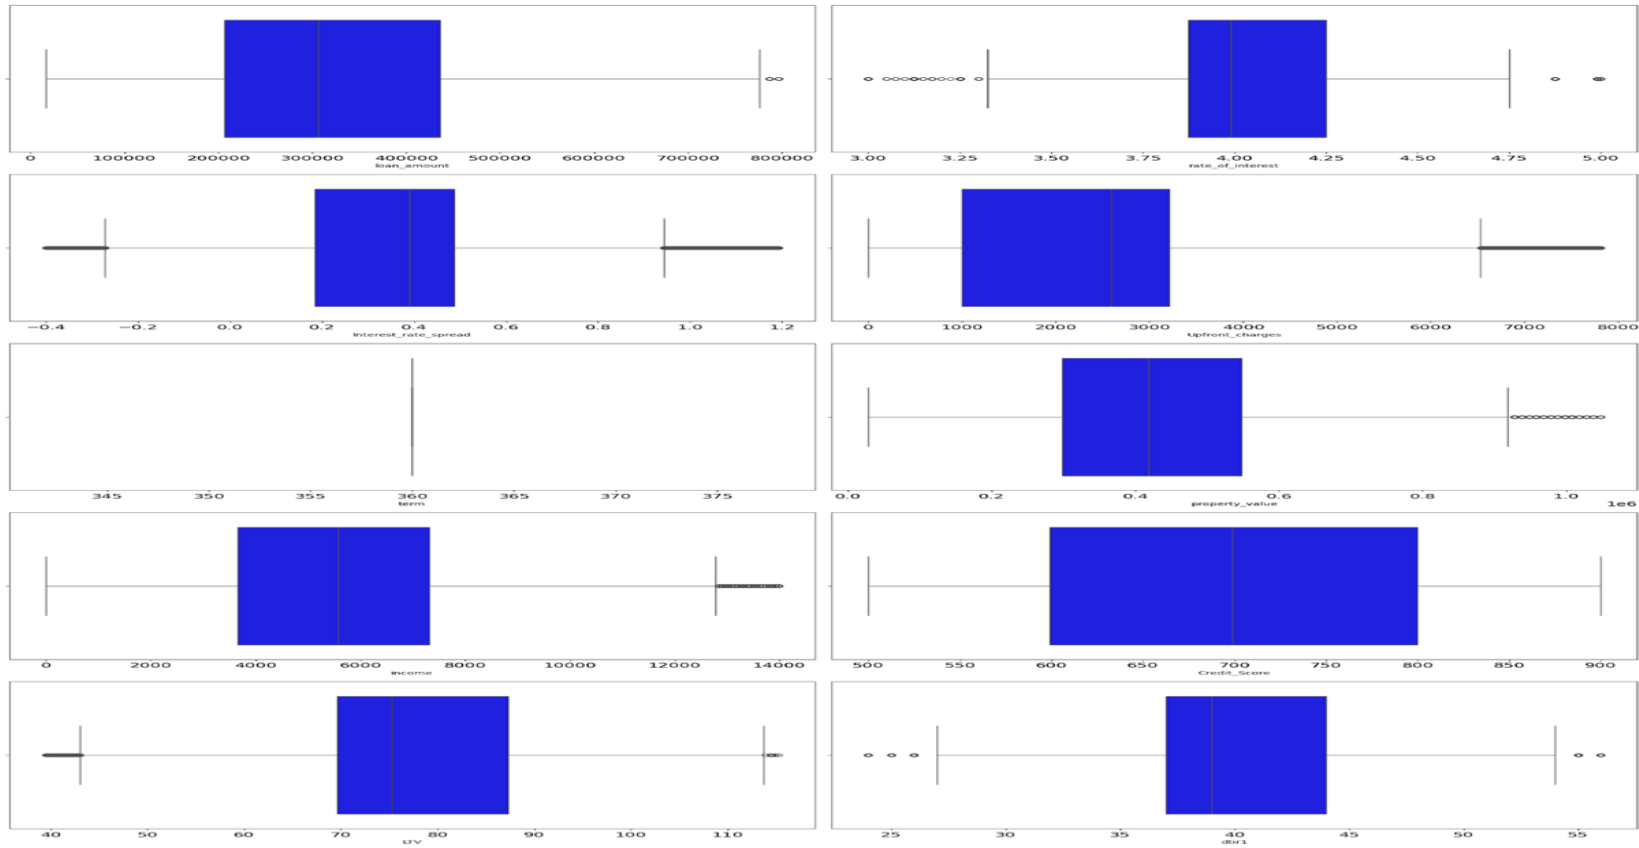 0 100000 200000 300000 400000 500000 600000 700000 800000
loan_amount
3.00 3.25 3.50 3.75 4.00 4.25 4.50 4.75 5.00
rate_of_interest
−0.4 −0.2 0.0 0.2 0.4 0.6 0.8 1.0 1.2
Interest_rate_spread
0 1000 2000 3000 4000 5000 6000 7000 8000
Upfront_charges
345 350 355 360 365 370 375
term
0.0 0.2 0.4 0.6 0.8 1.0
property_value 1e6
0 2000 4000 6000 8000 10000 12000 14000
income
500 550 600 650 700 750 800 850 900
Credit_Score
40 50 60 70 80 90 100 110
LTV
25 30 35 40 45 50 55
dtir1